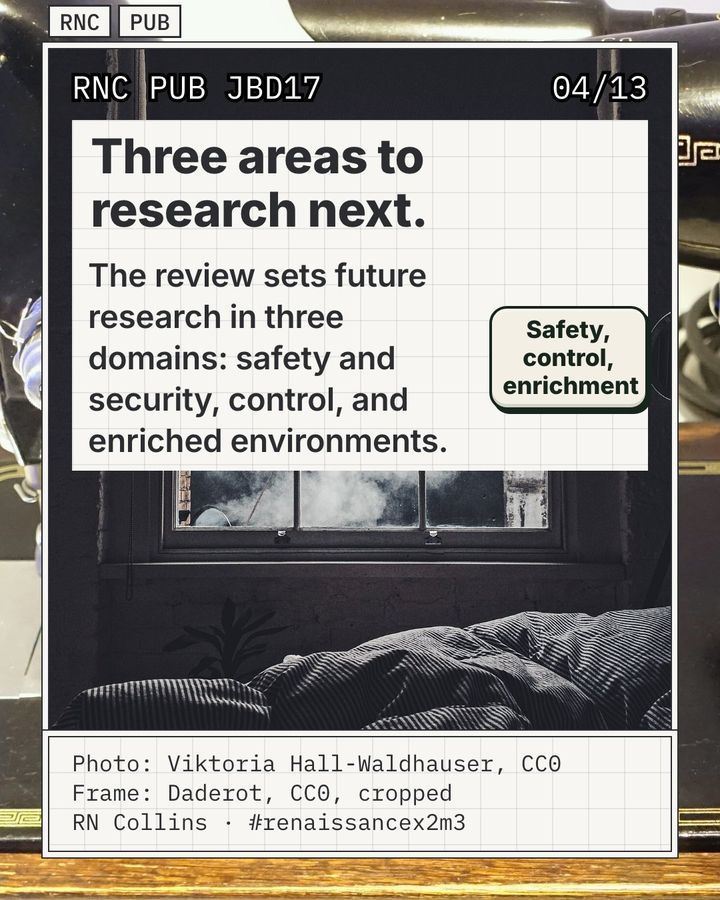 RNC PUB
RNC PUB JBD17 04/13
Three areas to
research next.
The review sets future
research in three
domains: safety and
security, control, and
enriched environments.
Safety,
control,
enrichment
Photo: Viktoria Hall-Waldhauser, CC0
Frame: Daderot, CC0, cropped
RN Collins · #renaissancex2m3